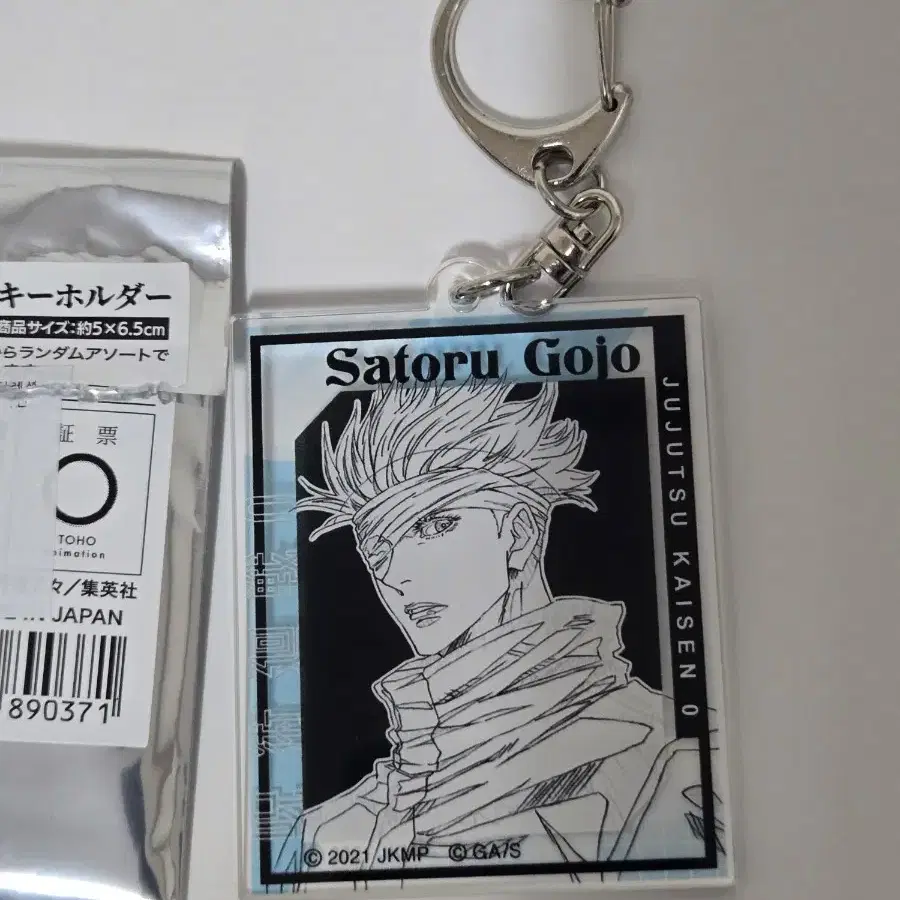 キーホルダー
商品サイズ:約5×6.5cm
らランダムアソートで
証 票
TOHO
animation
/集英社
JAPAN
890371
Satoru Gojo
JUJUTSU KAISEN 0
© 2021 JKMP ©GA/S